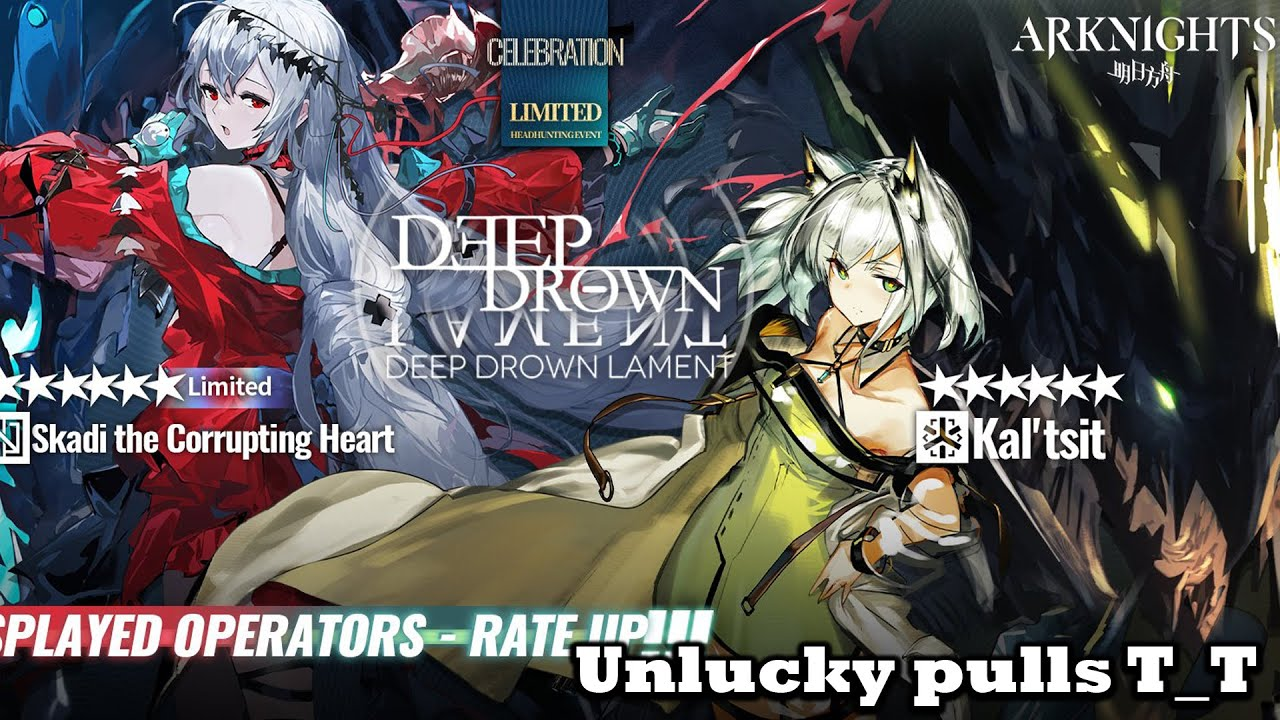 CELEBRATION
LIMITED
HEADHUNTING EVENT
ARKNIGHTS
明日方舟
DEEP
DROWN
LAMENT
DEEP DROWN LAMENT
Limited
Skadi the Corrupting Heart
Kal'tsit
SPLAYED OPERATORS - RATE UP!!!
Unlucky pulls T_T